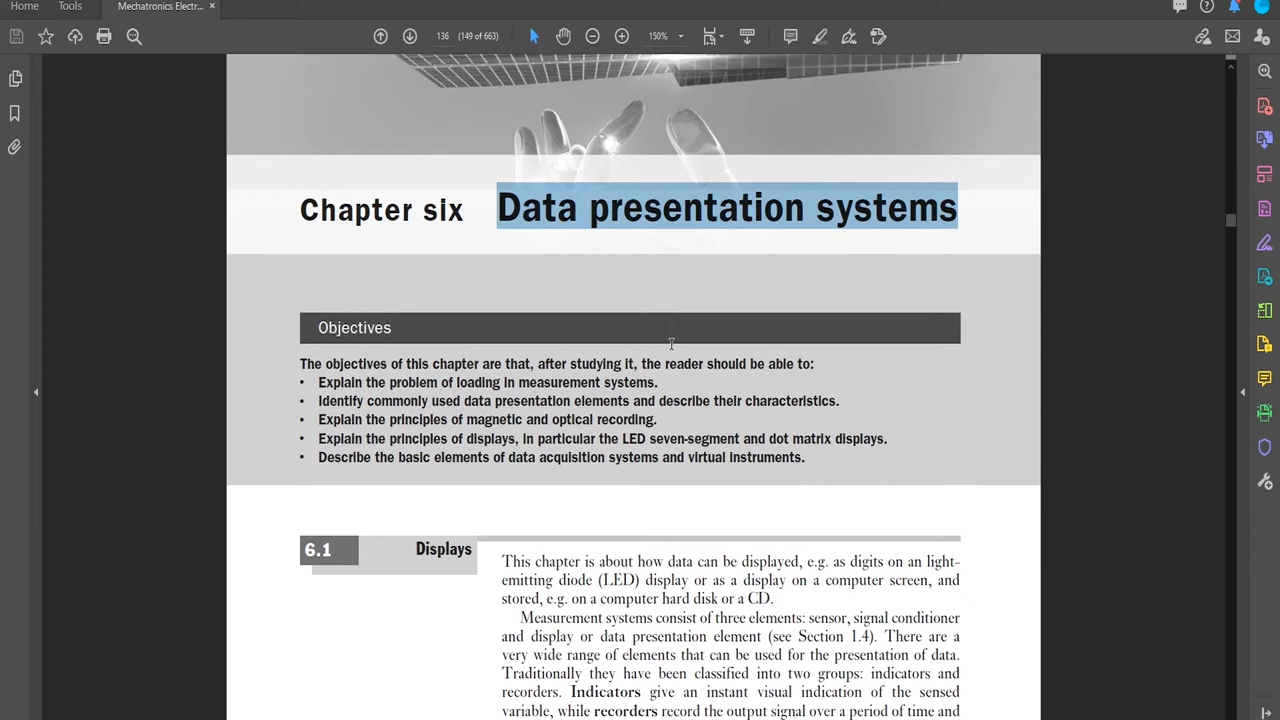 Home Tools Mechatronics Electr... ×
136 (149 of 663) 150%
Chapter six Data presentation systems
Objectives
The objectives of this chapter are that, after studying it, the reader should be able to:
• Explain the problem of loading in measurement systems.
• Identify commonly used data presentation elements and describe their characteristics.
• Explain the principles of magnetic and optical recording.
• Explain the principles of displays, in particular the LED seven-segment and dot matrix displays.
• Describe the basic elements of data acquisition systems and virtual instruments.
6.1 Displays
This chapter is about how data can be displayed, e.g. as digits on an light-
emitting diode (LED) display or as a display on a computer screen, and
stored, e.g. on a computer hard disk or a CD.
Measurement systems consist of three elements: sensor, signal conditioner
and display or data presentation element (see Section 1.4). There are a
very wide range of elements that can be used for the presentation of data.
Traditionally they have been classified into two groups: indicators and
recorders. Indicators give an instant visual indication of the sensed
variable, while recorders record the output signal over a period of time and